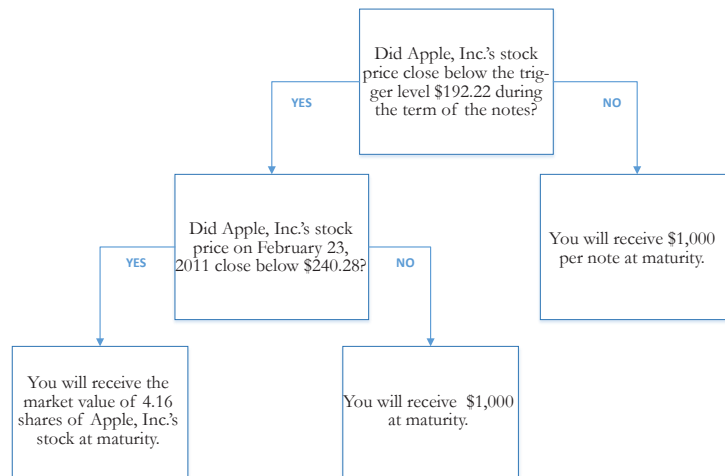 Did Apple, Inc.'s stock
price close below the trig-
ger level $192.22 during
the term of the notes?
YES
NO
Did Apple, Inc.'s stock
price on February 23,
2011 close below $240.28?
You will receive $1,000
per note at maturity.
YES
NO
You will receive the
market value of 4.16
shares of Apple, Inc.'s
stock at maturity.
You will receive $1,000
at maturity.